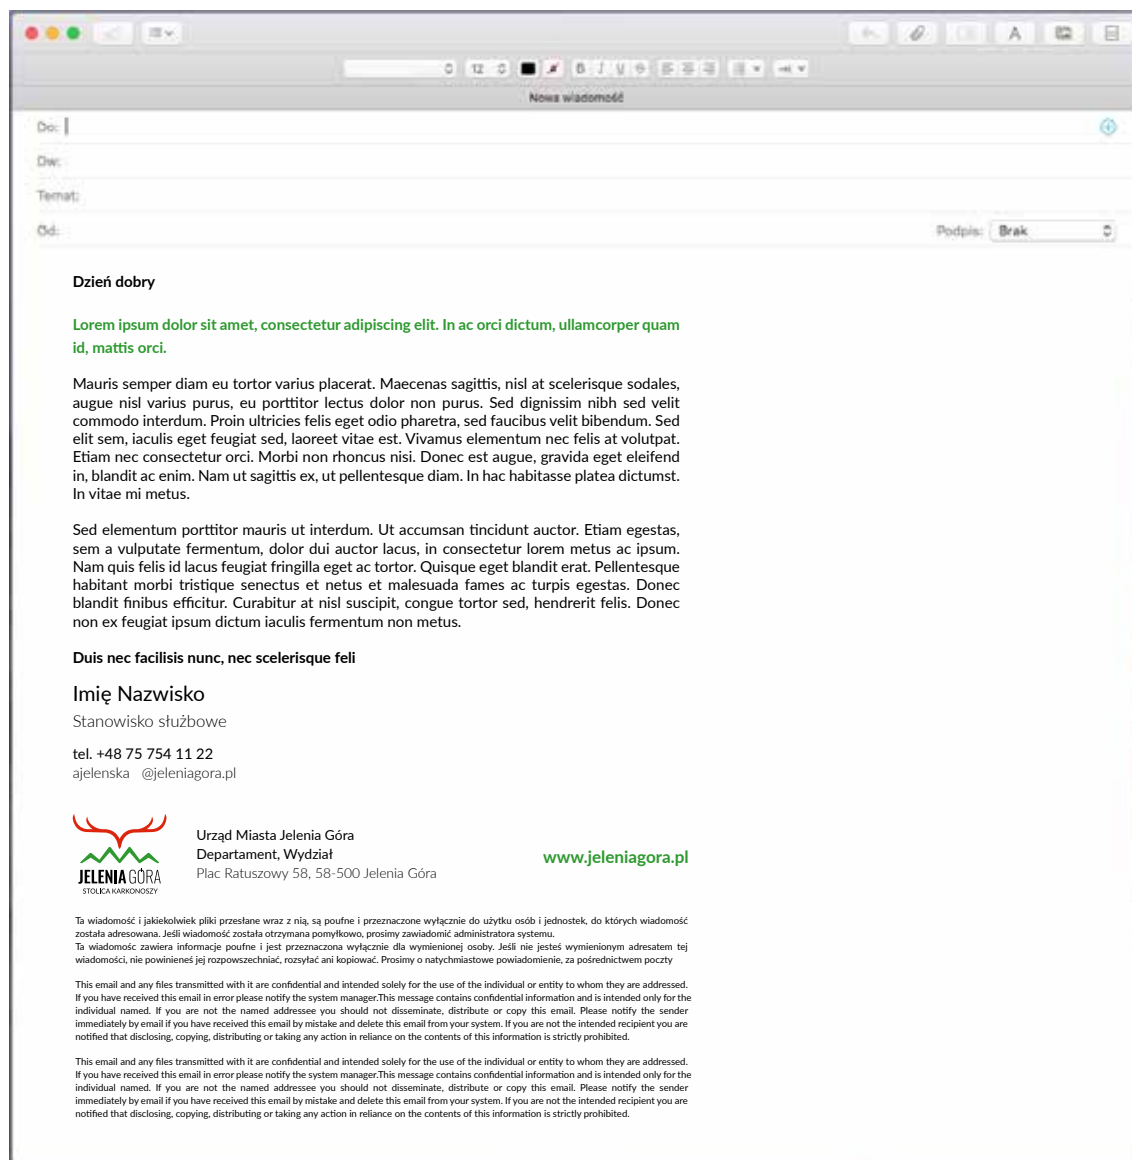 12
B I U S
A
Nowa wiadomość
Do:
Dw:
Temat:
Od:
Podpis: Brak
Dzień dobry
Lorem ipsum dolor sit amet, consectetur adipiscing elit. In ac orci dictum, ullamcorper quam
id, mattis orci.
Mauris semper diam eu tortor varius placerat. Maecenas sagittis, nisl at scelerisque sodales,
augue nisl varius purus, eu porttitor lectus dolor non purus. Sed dignissim nibh sed velit
commodo interdum. Proin ultricies felis eget odio pharetra, sed faucibus velit bibendum. Sed
elit sem, iaculis eget feugiat sed, laoreet vitae est. Vivamus elementum nec felis at volutpat.
Etiam nec consectetur orci. Morbi non rhoncus nisi. Donec est augue, gravida eget eleifend
in, blandit ac enim. Nam ut sagittis ex, ut pellentesque diam. In hac habitasse platea dictumst.
In vitae mi metus.
Sed elementum porttitor mauris ut interdum. Ut accumsan tincidunt auctor. Etiam egestas,
sem a vulputate fermentum, dolor dui auctor lacus, in consectetur lorem metus ac ipsum.
Nam quis felis id lacus feugiat fringilla eget ac tortor. Quisque eget blandit erat. Pellentesque
habitant morbi tristique senectus et netus et malesuada fames ac turpis egestas. Donec
blandit finibus efficitur. Curabitur at nisl suscipit, congue tortor sed, hendrerit felis. Donec
non ex feugiat ipsum dictum iaculis fermentum non metus.
Duis nec facilisis nunc, nec scelerisque feli
Imię Nazwisko
Stanowisko służbowe
tel. +48 75 754 11 22
ajelenska @jeleniagora.pl
JELENIA GÓRA
STOLICA KARKONOSZY
Urząd Miasta Jelenia Góra
Departament, Wydział
Plac Ratuszowy 58, 58-500 Jelenia Góra
www.jeleniagora.pl
Ta wiadomość i jakiekolwiek pliki przesłane wraz z nią, są poufne i przeznaczone wyłącznie do użytku osób i jednostek, do których wiadomość
została adresowana. Jeśli wiadomość została otrzymana pomyłkowo, prosimy zawiadomić administratora systemu.
Ta wiadomośc zawiera informacje poufne i jest przeznaczona wyłącznie dla wymienionej osoby. Jeśli nie jesteś wymienionym adresatem tej
wiadomości, nie powinieneś jej rozpowszechniać, rozsyłać ani kopiować. Prosimy o natychmiastowe powiadomienie, za pośrednictwem poczty
This email and any files transmitted with it are confidential and intended solely for the use of the individual or entity to whom they are addressed.
If you have received this email in error please notify the system manager.This message contains confidential information and is intended only for the
individual named. If you are not the named addressee you should not disseminate, distribute or copy this email. Please notify the sender
immediately by email if you have received this email by mistake and delete this email from your system. If you are not the intended recipient you are
notified that disclosing, copying, distributing or taking any action in reliance on the contents of this information is strictly prohibited.
This email and any files transmitted with it are confidential and intended solely for the use of the individual or entity to whom they are addressed.
If you have received this email in error please notify the system manager.This message contains confidential information and is intended only for the
individual named. If you are not the named addressee you should not disseminate, distribute or copy this email. Please notify the sender
immediately by email if you have received this email by mistake and delete this email from your system. If you are not the intended recipient you are
notified that disclosing, copying, distributing or taking any action in reliance on the contents of this information is strictly prohibited.